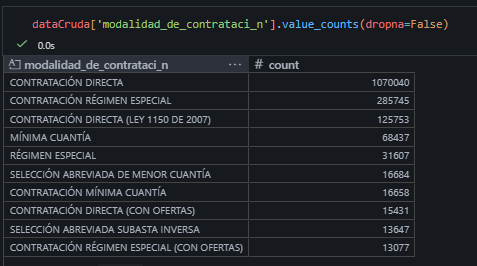 dataCruda['modalidad_de_contrataci_n'].value_counts(dropna=False)
0.0s
modalidad_de_contrataci_n ··· # count
CONTRATACIÓN DIRECTA 1070040
CONTRATACIÓN RÉGIMEN ESPECIAL 285745
CONTRATACIÓN DIRECTA (LEY 1150 DE 2007) 125753
MÍNIMA CUANTÍA 68437
RÉGIMEN ESPECIAL 31607
SELECCIÓN ABREVIADA DE MENOR CUANTÍA 16684
CONTRATACIÓN MÍNIMA CUANTÍA 16658
CONTRATACIÓN DIRECTA (CON OFERTAS) 15431
SELECCIÓN ABREVIADA SUBASTA INVERSA 13647
CONTRATACIÓN RÉGIMEN ESPECIAL (CON OFERTAS) 13077